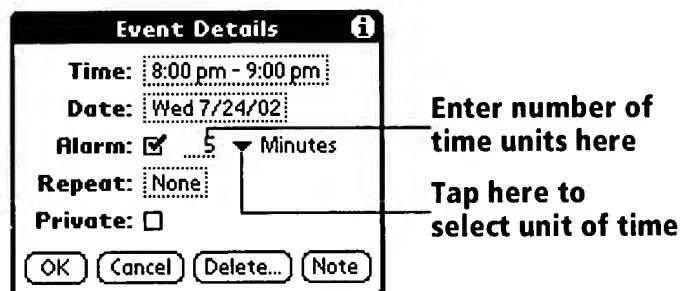 Event Details i
Time: 8:00 pm - 9:00 pm
Date: Wed 7/24/02
Alarm: 5 Minutes
Repeat: None
Private:
OK Cancel Delete... Note
Enter number of
time units here
Tap here to
select unit of time